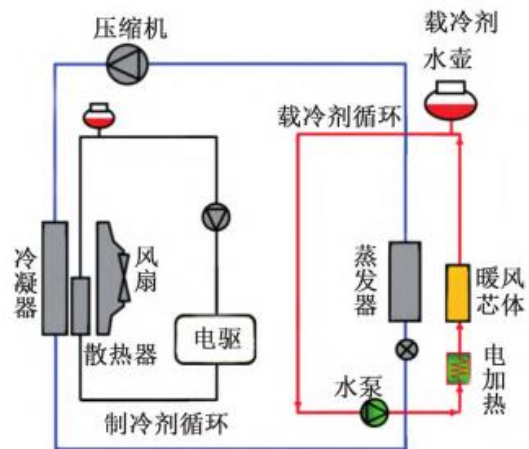 压缩机
载冷剂
水壶
载冷剂循环
冷凝器
风扇
蒸发器
暖风
芯体
散热器
电驱
电加热
水泵
制冷剂循环